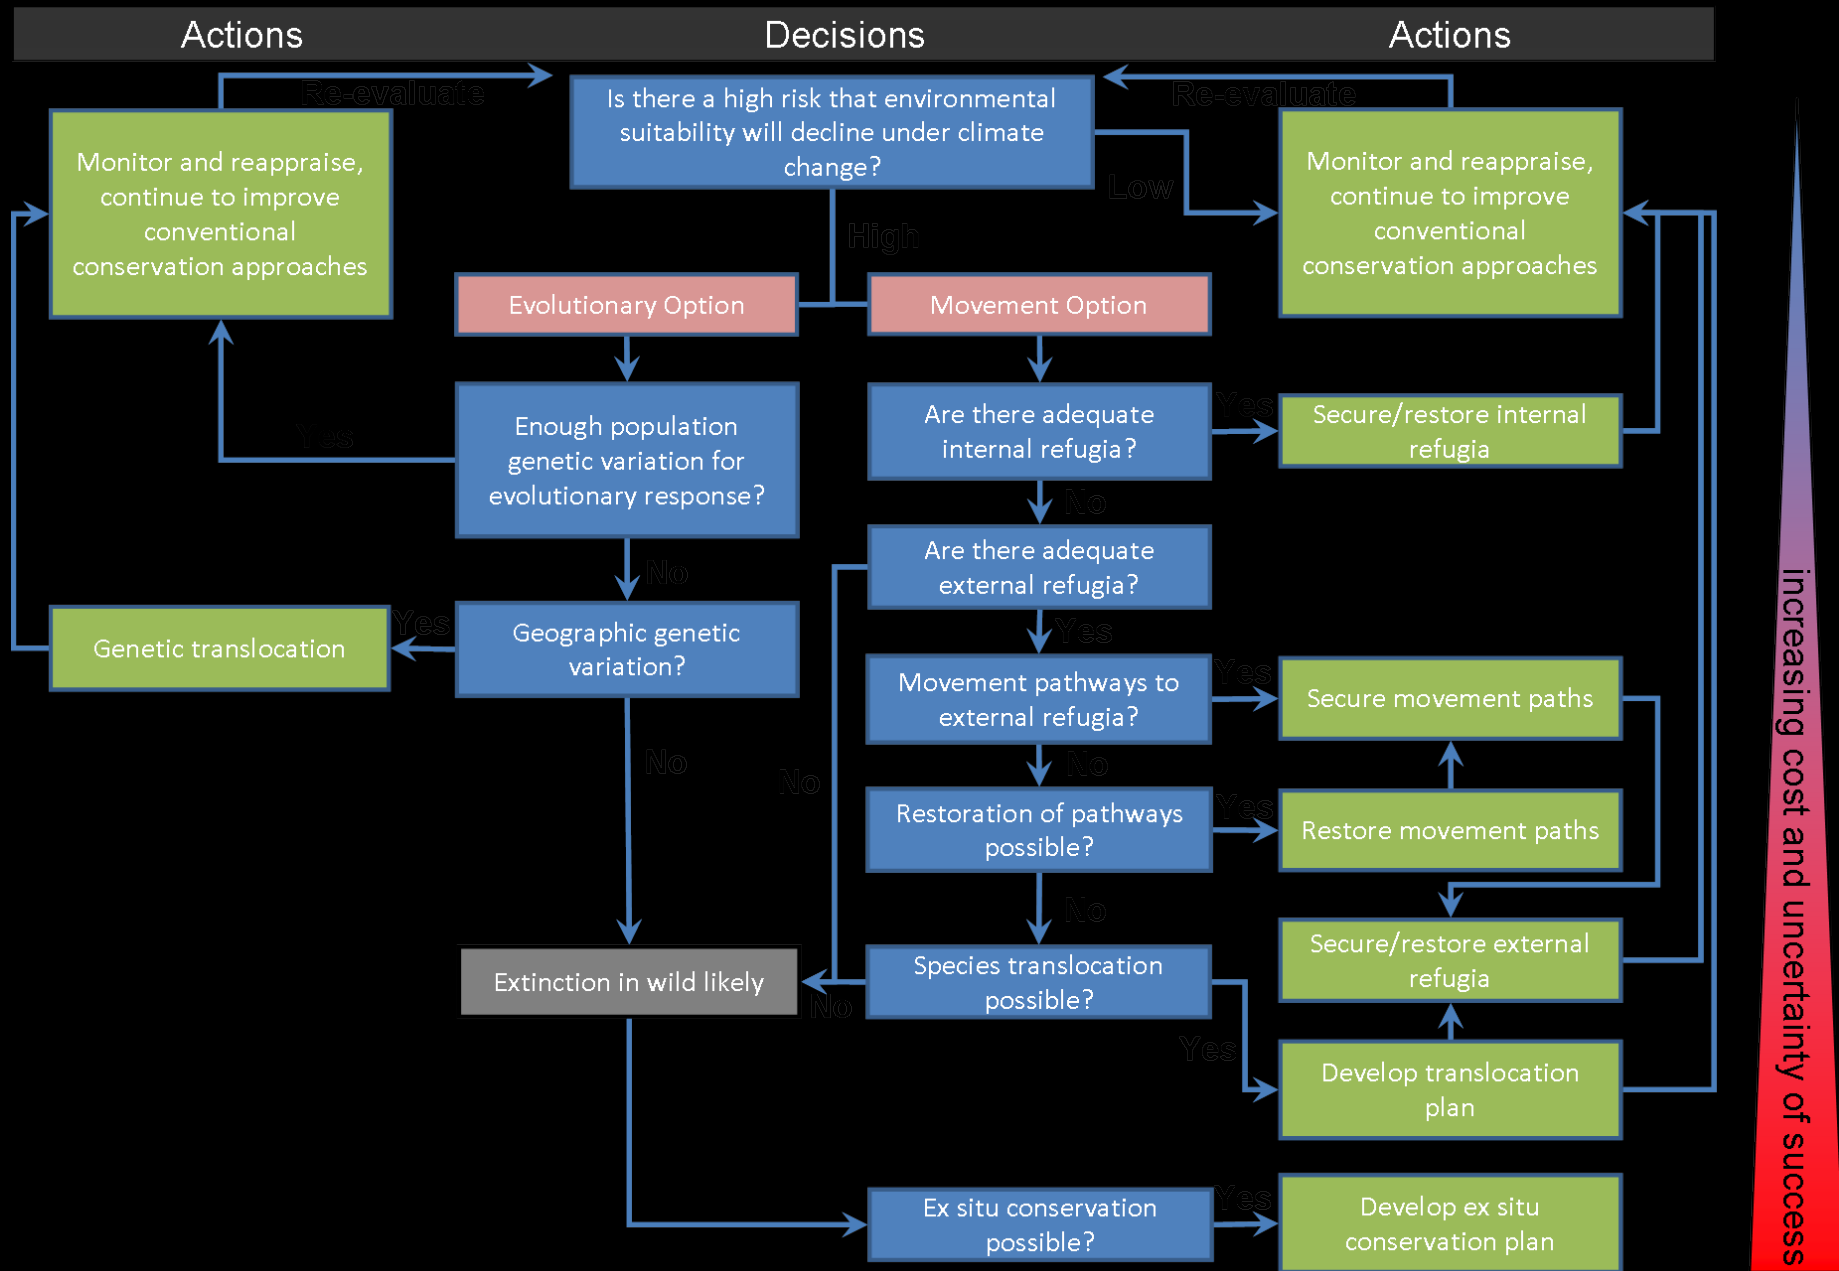 Actions
Decisions
Actions
Re-evaluate
Re-evaluate
Is there a high risk that environmental
suitability will decline under climate
change?
Monitor and reappraise,
continue to improve
conventional
conservation approaches
Low
Monitor and reappraise,
continue to improve
conventional
conservation approaches
High
Evolutionary Option
Movement Option
Yes
Enough population
genetic variation for
evolutionary response?
Are there adequate
internal refugia?
Yes
Secure/restore internal
refugia
No
No
Are there adequate
external refugia?
Genetic translocation
Yes
Geographic genetic
variation?
Yes
Movement pathways to
external refugia?
Yes
Secure movement paths
No
No
No
Restoration of pathways
possible?
Yes
Restore movement paths
No
Extinction in wild likely
No
Species translocation
possible?
Secure/restore external
refugia
Yes
Develop translocation
plan
Ex situ conservation
possible?
Yes
Develop ex situ
conservation plan
increasing cost and uncertainty of success